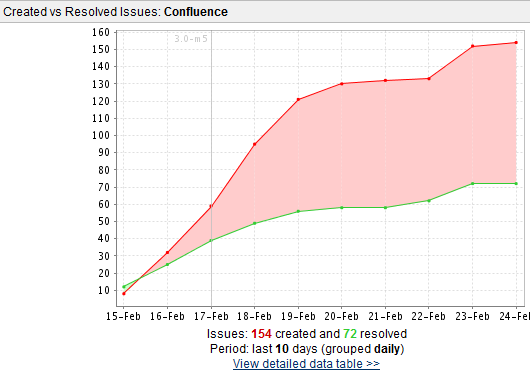 Created vs Resolved Issues: Confluence
160
3.0-m5
150
140
130
120
110
100
90
80
70
60
50
40
30
20
10
15-Feb 16-Feb 17-Feb 18-Feb 19-Feb 20-Feb 21-Feb 22-Feb 23-Feb 24-Fe
Issues: 154 created and 72 resolved
Period: last 10 days (grouped daily)
View detailed data table >>